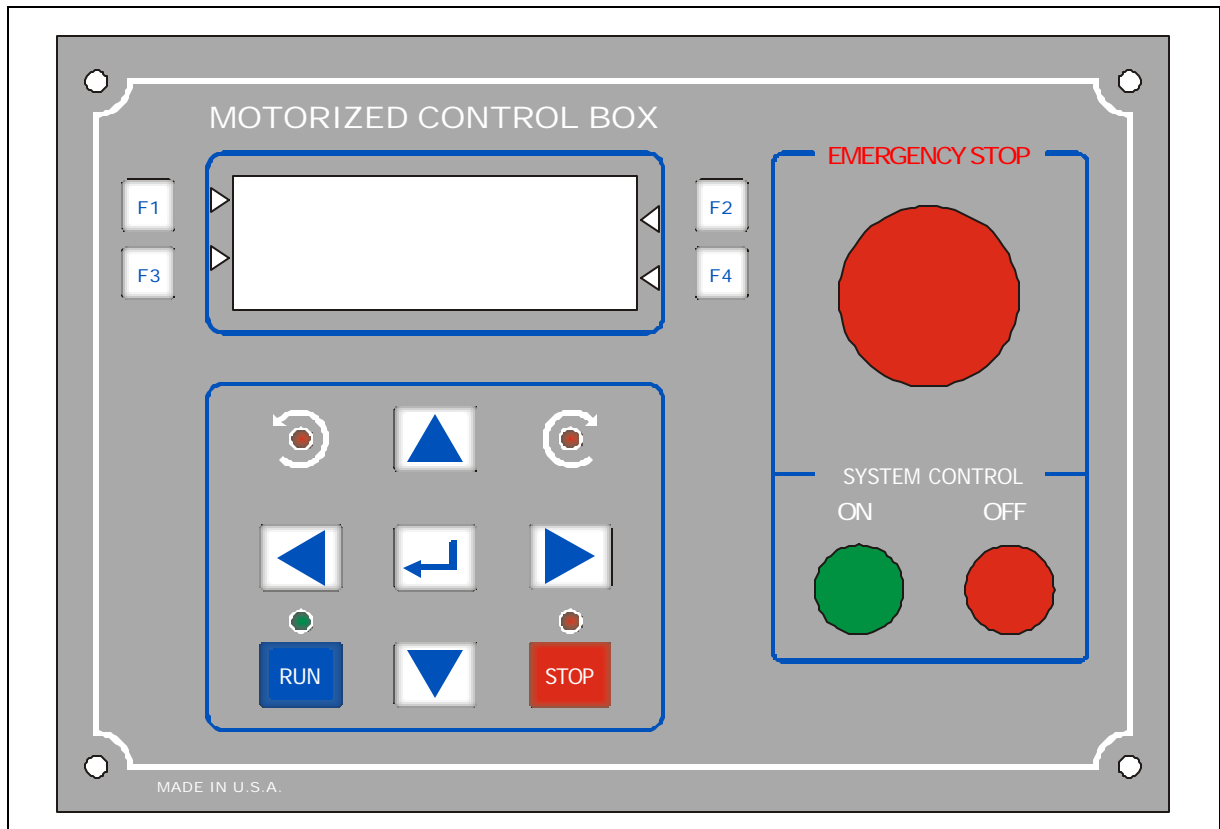 MOTORIZED CONTROL BOX
EMERGENCY STOP
F1
F2
F3
F4
SYSTEM CONTROL
ON OFF
RUN
STOP
MADE IN U.S.A.